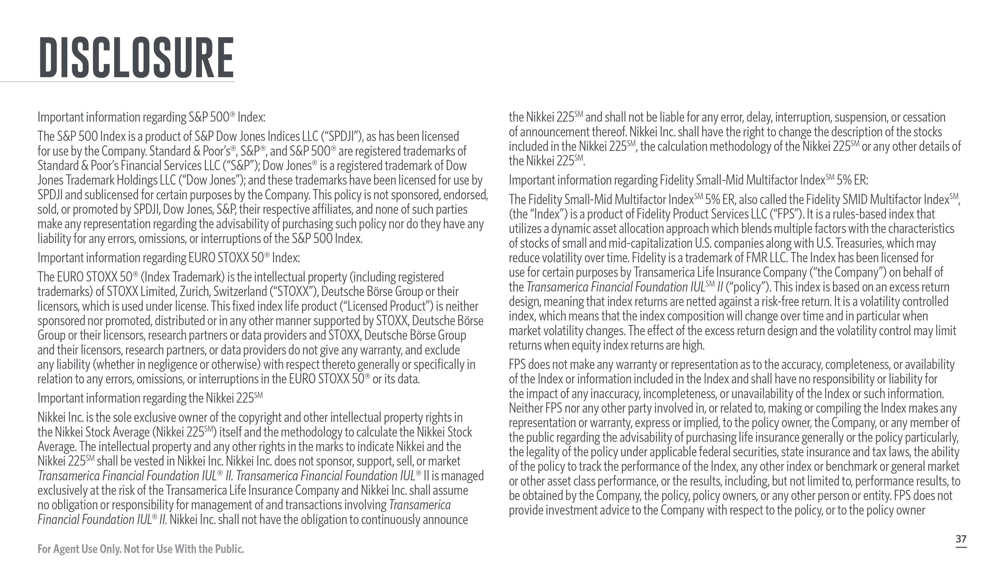 DISCLOSURE
Important information regarding S&P 500® Index:
The S&P 500 Index is a product of S&P Dow Jones Indices LLC (“SPDJI”), as has been licensed
for use by the Company. Standard & Poor’s®, S&P®, and S&P 500® are registered trademarks of
Standard & Poor’s Financial Services LLC (“S&P”); Dow Jones® is a registered trademark of Dow
Jones Trademark Holdings LLC (“Dow Jones”); and these trademarks have been licensed for use by
SPDJI and sublicensed for certain purposes by the Company. This policy is not sponsored, endorsed,
sold, or promoted by SPDJI, Dow Jones, S&P, their respective affiliates, and none of such parties
make any representation regarding the advisability of purchasing such policy nor do they have any
liability for any errors, omissions, or interruptions of the S&P 500 Index.
Important information regarding EURO STOXX 50® Index:
The EURO STOXX 50® (Index Trademark) is the intellectual property (including registered
trademarks) of STOXX Limited, Zurich, Switzerland (“STOXX”), Deutsche Börse Group or their
licensors, which is used under license. This fixed index life product (“Licensed Product”) is neither
sponsored nor promoted, distributed or in any other manner supported by STOXX, Deutsche Börse
Group or their licensors, research partners or data providers and STOXX, Deutsche Börse Group
and their licensors, research partners, or data providers do not give any warranty, and exclude
any liability (whether in negligence or otherwise) with respect thereto generally or specifically in
relation to any errors, omissions, or interruptions in the EURO STOXX 50® or its data.
Important information regarding the Nikkei 225℠
Nikkei Inc. is the sole exclusive owner of the copyright and other intellectual property rights in
the Nikkei Stock Average (Nikkei 225℠) itself and the methodology to calculate the Nikkei Stock
Average. The intellectual property and any other rights in the marks to indicate Nikkei and the
Nikkei 225℠ shall be vested in Nikkei Inc. Nikkei Inc. does not sponsor, support, sell, or market
Transamerica Financial Foundation IUL® II. Transamerica Financial Foundation IUL® II is managed
exclusively at the risk of the Transamerica Life Insurance Company and Nikkei Inc. shall assume
no obligation or responsibility for management of and transactions involving Transamerica
Financial Foundation IUL® II. Nikkei Inc. shall not have the obligation to continuously announce
the Nikkei 225℠ and shall not be liable for any error, delay, interruption, suspension, or cessation
of announcement thereof. Nikkei Inc. shall have the right to change the description of the stocks
included in the Nikkei 225℠, the calculation methodology of the Nikkei 225℠ or any other details of
the Nikkei 225℠.
Important information regarding Fidelity Small-Mid Multifactor Index℠ 5% ER:
The Fidelity Small-Mid Multifactor Index℠ 5% ER, also called the Fidelity SMID Multifactor Index℠,
(the “Index”) is a product of Fidelity Product Services LLC (“FPS”). It is a rules-based index that
utilizes a dynamic asset allocation approach which blends multiple factors with the characteristics
of stocks of small and mid-capitalization U.S. companies along with U.S. Treasuries, which may
reduce volatility over time. Fidelity is a trademark of FMR LLC. The Index has been licensed for
use for certain purposes by Transamerica Life Insurance Company (“the Company”) on behalf of
the Transamerica Financial Foundation IUL℠ II (“policy”). This index is based on an excess return
design, meaning that index returns are netted against a risk-free return. It is a volatility controlled
index, which means that the index composition will change over time and in particular when
market volatility changes. The effect of the excess return design and the volatility control may limit
returns when equity index returns are high.
FPS does not make any warranty or representation as to the accuracy, completeness, or availability
of the Index or information included in the Index and shall have no responsibility or liability for
the impact of any inaccuracy, incompleteness, or unavailability of the Index or such information.
Neither FPS nor any other party involved in, or related to, making or compiling the Index makes any
representation or warranty, express or implied, to the policy owner, the Company, or any member of
the public regarding the advisability of purchasing life insurance generally or the policy particularly,
the legality of the policy under applicable federal securities, state insurance and tax laws, the ability
of the policy to track the performance of the Index, any other index or benchmark or general market
or other asset class performance, or the results, including, but not limited to, performance results, to
be obtained by the Company, the policy, policy owners, or any other person or entity. FPS does not
provide investment advice to the Company with respect to the policy, or to the policy owner
For Agent Use Only. Not for Use With the Public.
37